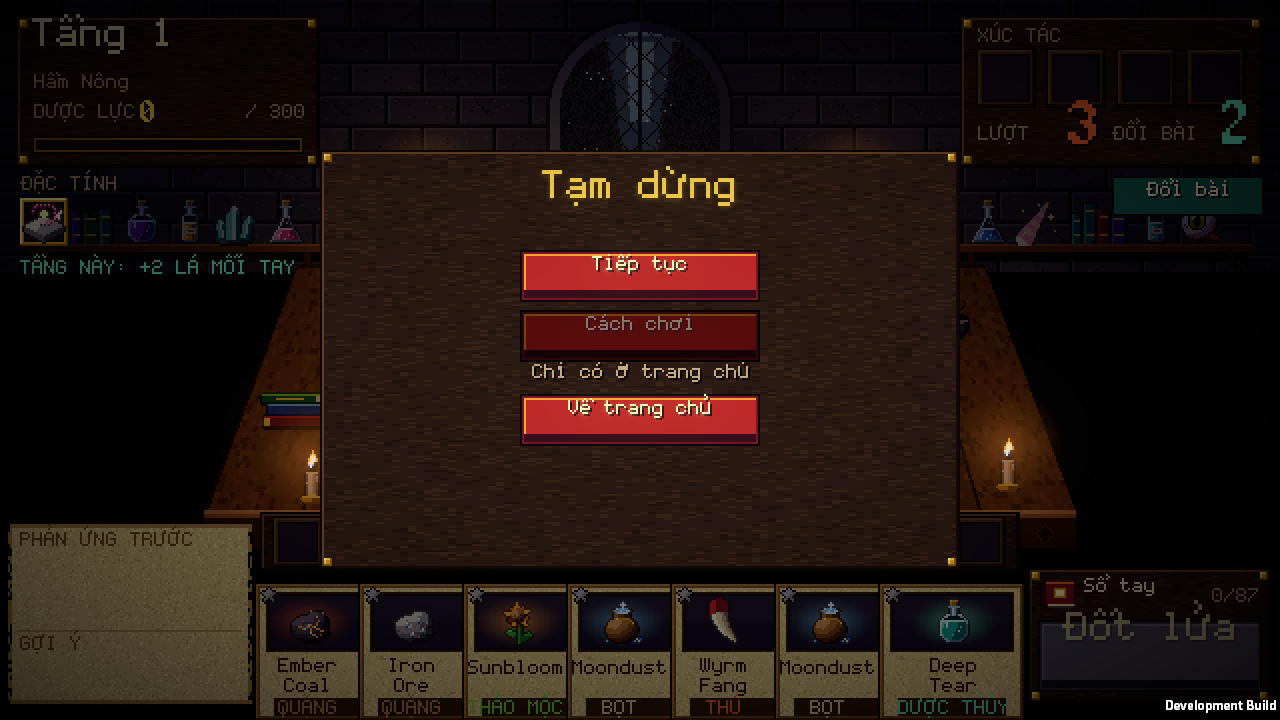 Tầng 1
Hầm Nông
DƯỢC LỰC 0 / 300
ĐẶC TÍNH
TẦNG NÀY: +2 LÁ MỖI TAY
XÚC TÁC
LƯỢT 3 ĐỔI BÀI 2
Đổi bài
Tạm dừng
Tiếp tục
Cách chơi
Chỉ có ở trang chủ
Về trang chủ
PHẢN ỨNG TRƯỚC
GỢI Ý
Ember
Coal
QUẶNG
Iron
Ore
QUẶNG
Sunbloom
THẢO MỘC
Moondust
BỘT
Wyrm
Fang
THÚ
Moondust
BỘT
Deep
Tear
DƯỢC THỦY
Sổ tay 0/87
Đốt lửa
Development Build